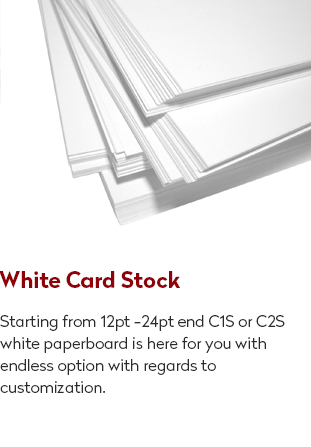 White Card Stock
Starting from 12pt -24pt end C1S or C2S
white paperboard is here for you with
endless option with regards to
customization.